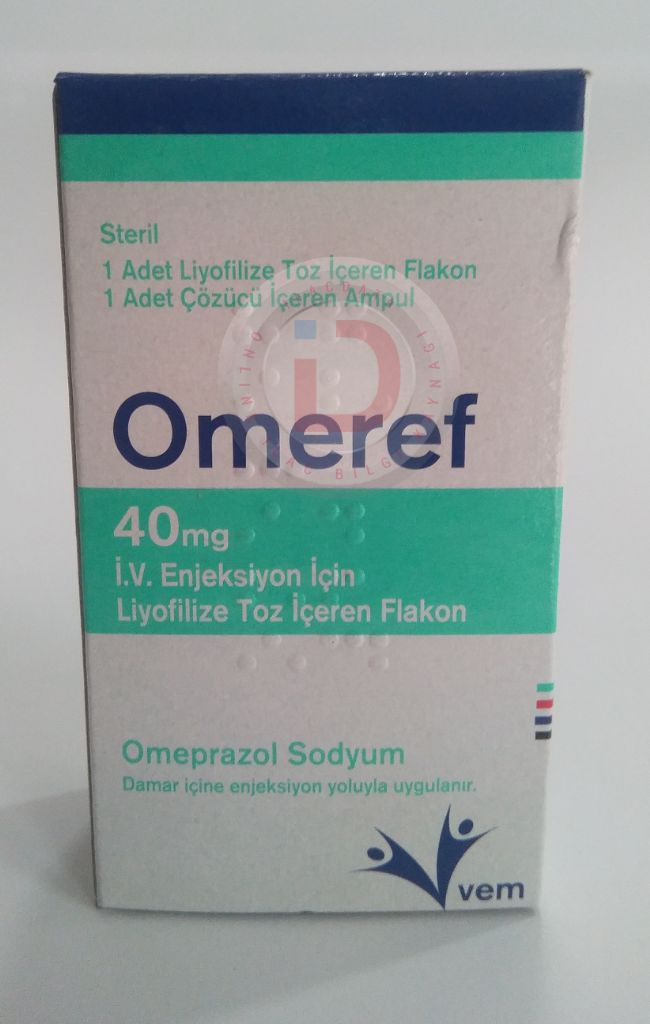 Steril
1 Adet Liyofilize Toz İçeren Flakon
1 Adet Çözücü İçeren Ampul
Omeref
40mg
İ.V. Enjeksiyon İçin
Liyofilize Toz İçeren Flakon
Omeprazol Sodyum
Damar içine enjeksiyon yoluyla uygulanır.
vem